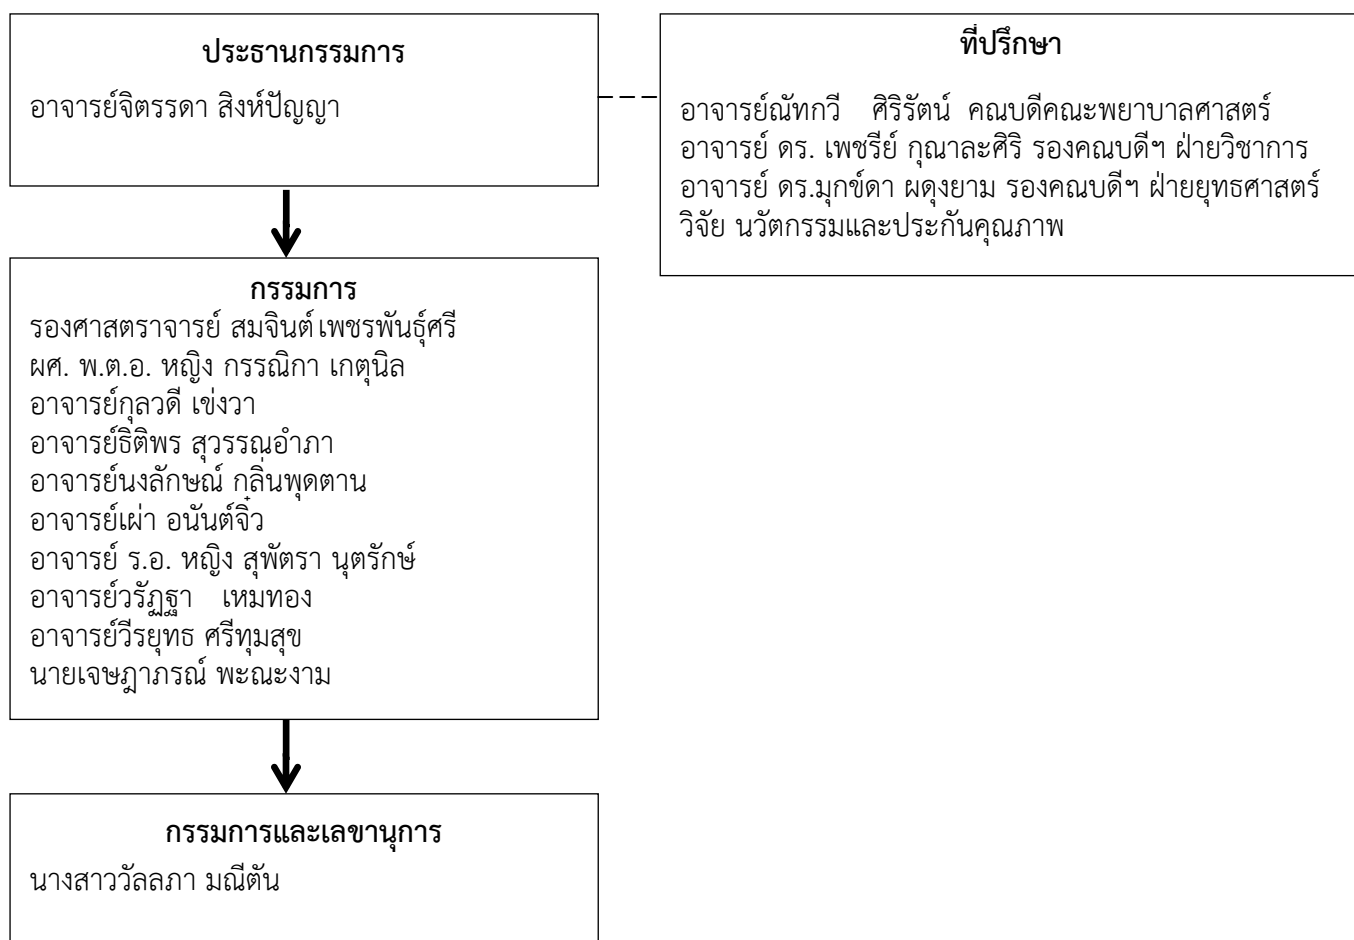 ประธานกรรมการ
อาจารย์จิตรรดา สิงห์ปัญญา
ที่ปรึกษา
อาจารย์ณัทกวี ศิริรัตน์ คณบดีคณะพยาบาลศาสตร์
อาจารย์ ดร. เพชรีย์ กุณาละศิริ รองคณบดีฯ ฝ่ายวิชาการ
อาจารย์ ดร.มุกข์ดา ผดุงยาม รองคณบดีฯ ฝ่ายยุทธศาสตร์
วิจัย นวัตกรรมและประกันคุณภาพ
กรรมการ
รองศาสตราจารย์ สมจินต์ เพชรพันธุ์ศรี
ผศ. พ.ต.อ. หญิง กรรณิกา เกตุนิล
อาจารย์กุลวดี เข่งวา
อาจารย์ธิติพร สุวรรณอำภา
อาจารย์นงลักษณ์ กลิ่นพุดตาน
อาจารย์เผ่า อนันต์จิ๋ว
อาจารย์ ร.อ. หญิง สุพัตรา นุตรักษ์
อาจารย์วรัฏฐา เหมทอง
อาจารย์วีรยุทธ ศรีทุมสุข
นายเจษฎาภรณ์ พะณะงาม
กรรมการและเลขานุการ
นางสาววัลลภา มณีตัน